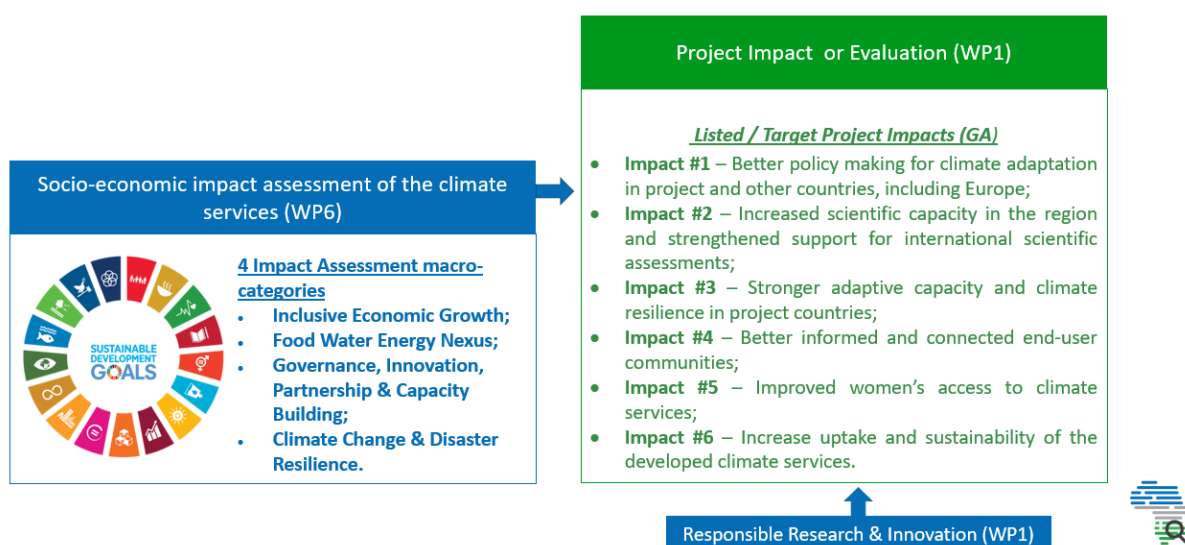 Socio-economic impact assessment of the climate
services (WP6)
SUSTAINABLE
DEVELOPMENT
GOALS
4 Impact Assessment macro-
categories
• Inclusive Economic Growth;
• Food Water Energy Nexus;
• Governance, Innovation,
Partnership & Capacity
Building;
• Climate Change & Disaster
Resilience.
Project Impact or Evaluation (WP1)
Listed / Target Project Impacts (GA)
• Impact #1 – Better policy making for climate adaptation
in project and other countries, including Europe;
• Impact #2 – Increased scientific capacity in the region
and strengthened support for international scientific
assessments;
• Impact #3 – Stronger adaptive capacity and climate
resilience in project countries;
• Impact #4 – Better informed and connected end-user
communities;
• Impact #5 – Improved women’s access to climate
services;
• Impact #6 – Increase uptake and sustainability of the
developed climate services.
Responsible Research & Innovation (WP1)